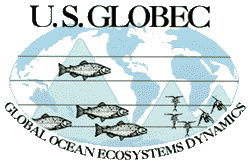 U.S. GLOBEC
GLOBAL OCEAN ECOSYSTEMS DYNAMICS